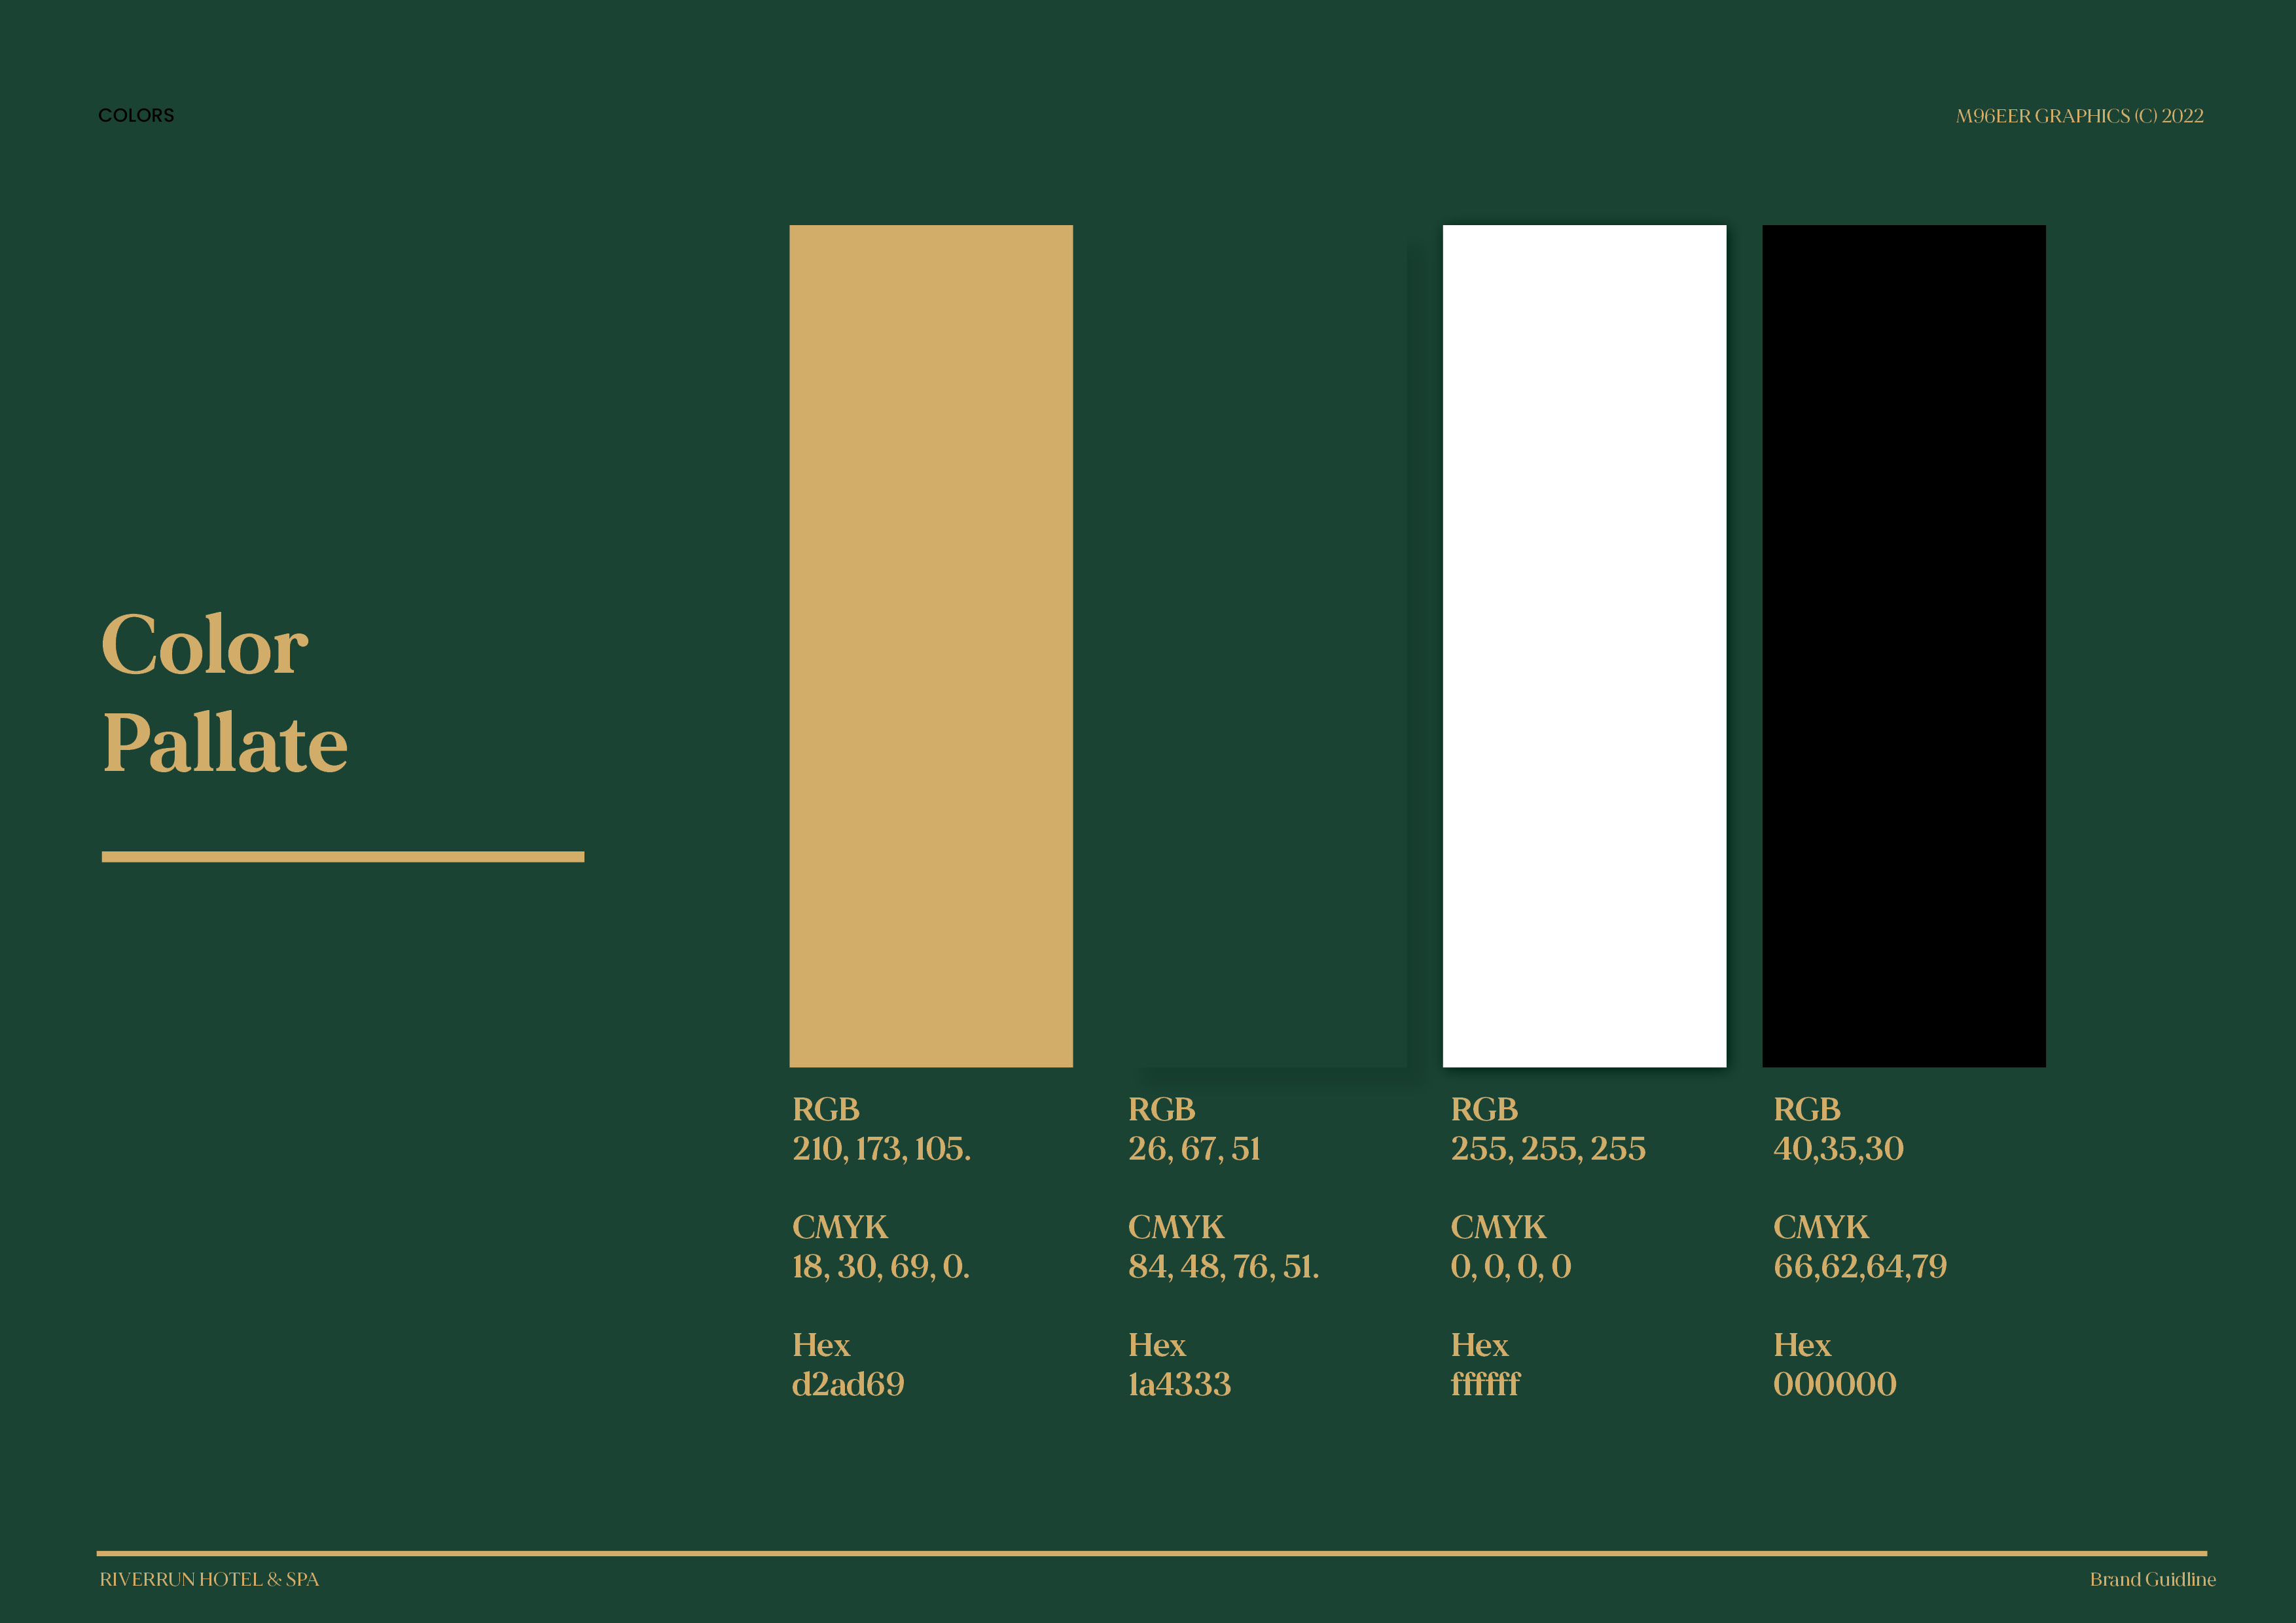 COLORS
M96EER GRAPHICS (C) 2022
Color
Pallate
RGB
210, 173, 105.
CMYK
18, 30, 69, 0.
Hex
d2ad69
RGB
26, 67, 51
CMYK
84, 48, 76, 51.
Hex
1a4333
RGB
255, 255, 255
CMYK
0, 0, 0, 0
Hex
ffffff
RGB
40,35,30
CMYK
66,62,64,79
Hex
000000
RIVERRUN HOTEL & SPA
Brand Guidline